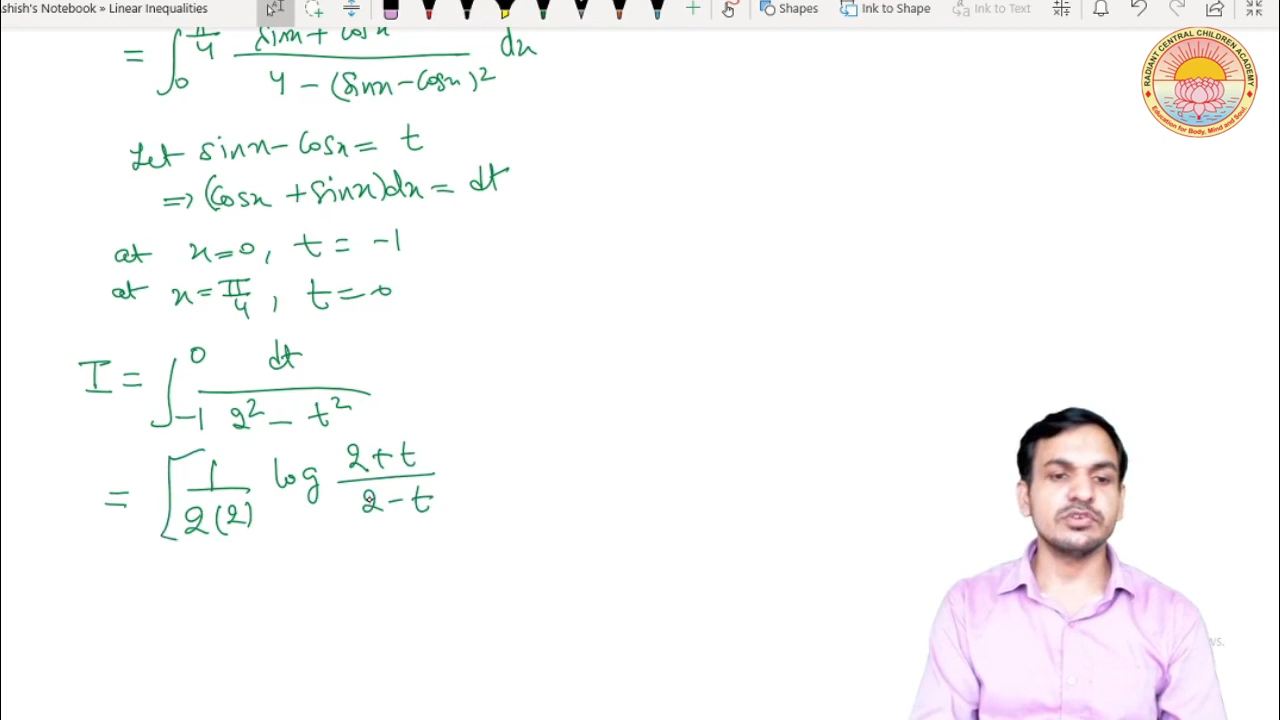 shish's Notebook » Linear Inequalities
Shapes Ink to Shape Ink to Text
= ∫₀^(π/4) (sinx + cosx)/(4 - (sinx - cosx)²) dx
Let sinx - cosx = t
⇒ (cosx + sinx)dx = dt
at x=0, t = -1
at x = π/4, t = 0
I = ∫₋₁⁰ dt/(2² - t²)
= [1/2(2) log (2+t)/(2-t)
RADIANT CENTRAL CHILDREN ACADEMY
Education for Body, Mind and Soul.
ws.